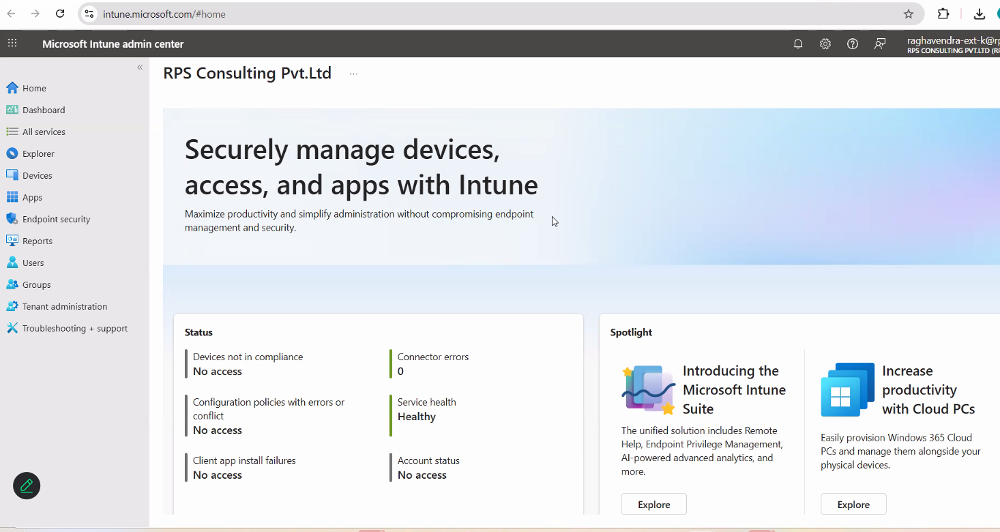 intune.microsoft.com/#home
Microsoft Intune admin center
raghavendra-ext-k@rp
RPS CONSULTING PVT.LTD (RP
Home
Dashboard
All services
Explorer
Devices
Apps
Endpoint security
Reports
Users
Groups
Tenant administration
Troubleshooting + support
RPS Consulting Pvt.Ltd
Securely manage devices,
access, and apps with Intune
Maximize productivity and simplify administration without compromising endpoint
management and security.
Status
Devices not in compliance
No access
Connector errors
0
Configuration policies with errors or
conflict
No access
Service health
Healthy
Client app install failures
No access
Account status
No access
Spotlight
Introducing the
Microsoft Intune
Suite
The unified solution includes Remote
Help, Endpoint Privilege Management,
AI-powered advanced analytics, and
more.
Explore
Increase
productivity
with Cloud PCs
Easily provision Windows 365 Cloud
PCs and manage them alongside your
physical devices.
Explore